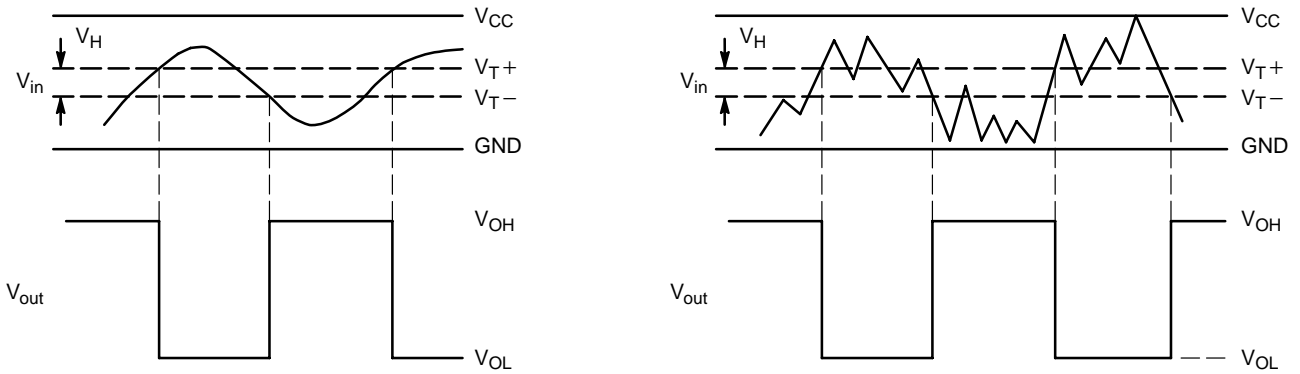 V_CC
V_H
V_in
V_T+
V_T−
GND
V_OH
V_out
V_OL
V_CC
V_H
V_in
V_T+
V_T−
GND
V_OH
V_out
V_OL